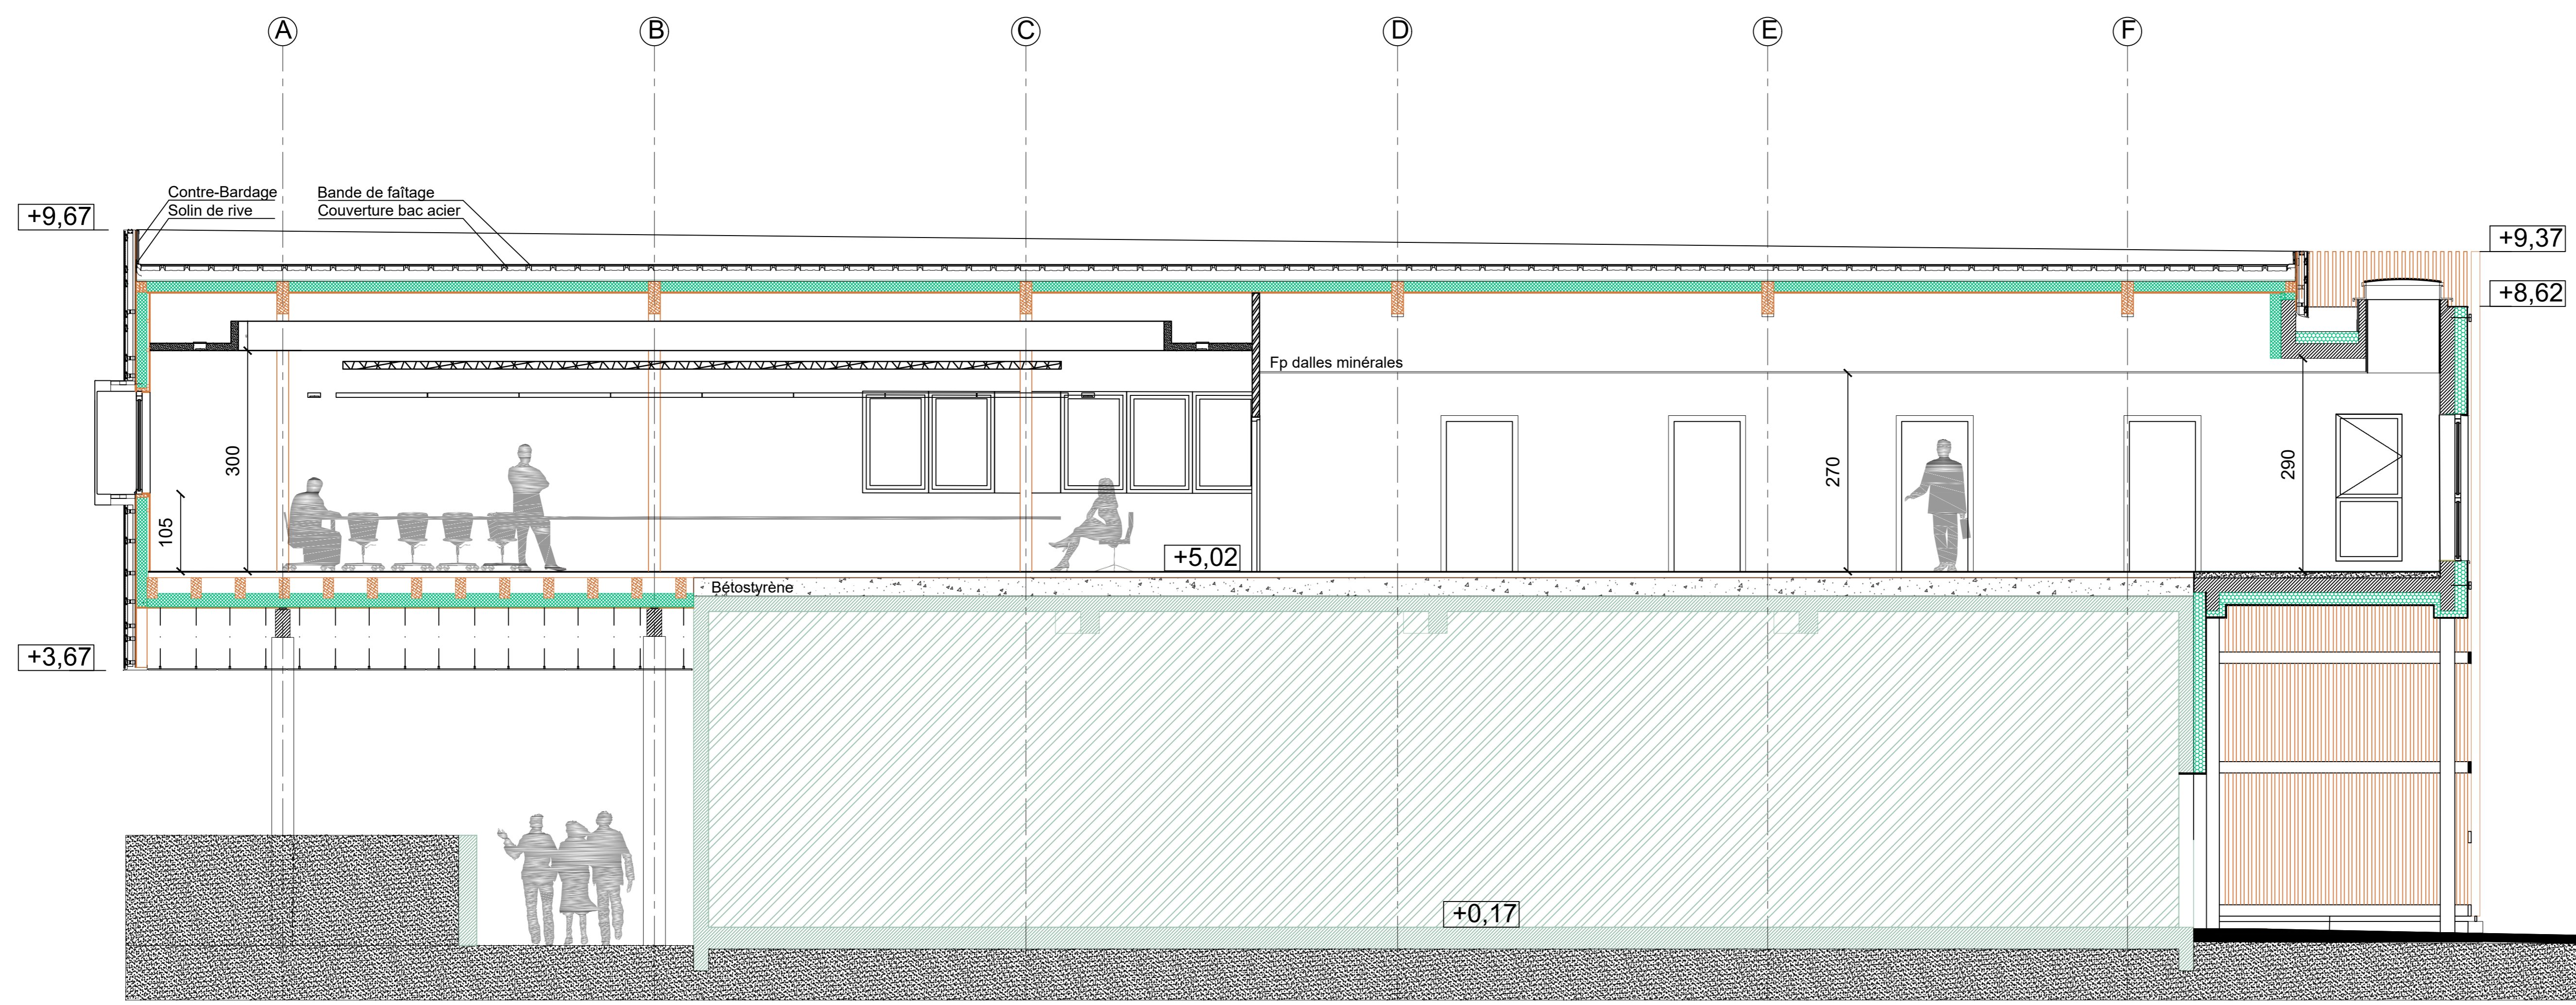 A B C D E F
Contre-Bardage
Solin de rive
Bande de faîtage
Couverture bac acier
+9,67
+9,37
+8,62
Fp dalles minérales
300
270
290
105
+5,02
Bétostyrène
+3,67
+0,17